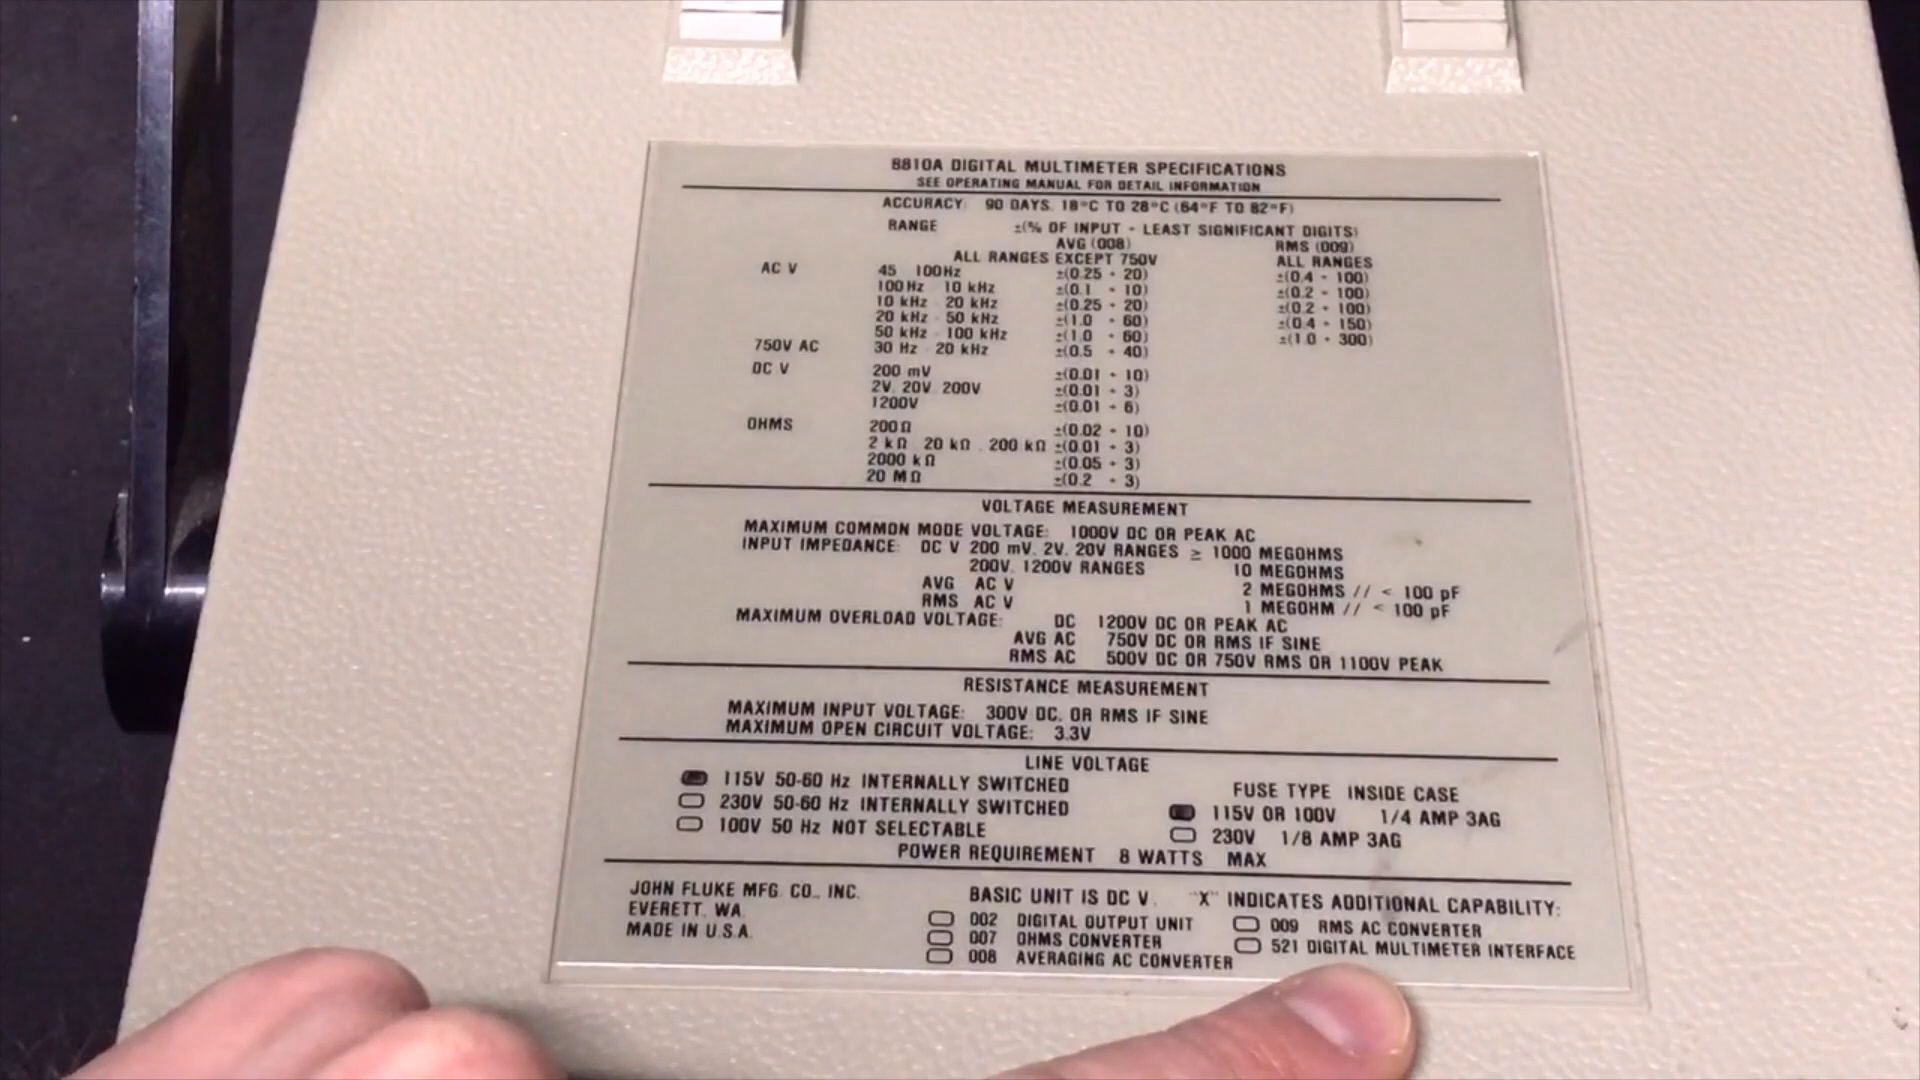 8810A DIGITAL MULTIMETER SPECIFICATIONS
SEE OPERATING MANUAL FOR DETAIL INFORMATION
ACCURACY: 90 DAYS. 18°C TO 28°C (64°F TO 82°F)
RANGE ±(% OF INPUT + LEAST SIGNIFICANT DIGITS)
AVG (008) RMS (009)
ALL RANGES EXCEPT 750V ALL RANGES
AC V 45 100Hz ±(0.25 + 20) ±(0.4 + 100)
100 Hz - 10 kHz ±(0.1 + 10) ±(0.2 + 100)
10 kHz - 20 kHz ±(0.25 + 20) ±(0.2 + 100)
20 kHz - 50 kHz ±(1.0 + 60) ±(0.4 + 150)
50 kHz - 100 kHz ±(1.0 + 60) ±(1.0 + 300)
750V AC 30 Hz - 20 kHz ±(0.5 + 40)
DC V 200 mV ±(0.01 + 10)
2V, 20V, 200V ±(0.01 + 3)
1200V ±(0.01 + 6)
OHMS 200Ω ±(0.02 + 10)
2 kΩ, 20 kΩ, 200 kΩ ±(0.01 + 3)
2000 kΩ ±(0.05 + 3)
20 MΩ ±(0.2 + 3)
VOLTAGE MEASUREMENT
MAXIMUM COMMON MODE VOLTAGE: 1000V DC OR PEAK AC
INPUT IMPEDANCE: DC V 200 mV, 2V, 20V RANGES ≥ 1000 MEGOHMS
200V, 1200V RANGES 10 MEGOHMS
AVG AC V 2 MEGOHMS // < 100 pF
RMS AC V 1 MEGOHM // < 100 pF
MAXIMUM OVERLOAD VOLTAGE: DC 1200V DC OR PEAK AC
AVG AC 750V DC OR RMS IF SINE
RMS AC 500V DC OR 750V RMS OR 1100V PEAK
RESISTANCE MEASUREMENT
MAXIMUM INPUT VOLTAGE: 300V DC, OR RMS IF SINE
MAXIMUM OPEN CIRCUIT VOLTAGE: 3.3V
LINE VOLTAGE
115V 50-60 Hz INTERNALLY SWITCHED
230V 50-60 Hz INTERNALLY SWITCHED
100V 50 Hz NOT SELECTABLE
FUSE TYPE INSIDE CASE
115V OR 100V 1/4 AMP 3AG
230V 1/8 AMP 3AG
POWER REQUIREMENT 8 WATTS MAX
JOHN FLUKE MFG. CO., INC.
EVERETT, WA.
MADE IN U.S.A.
BASIC UNIT IS DC V. "X" INDICATES ADDITIONAL CAPABILITY:
002 DIGITAL OUTPUT UNIT
007 OHMS CONVERTER
008 AVERAGING AC CONVERTER
009 RMS AC CONVERTER
521 DIGITAL MULTIMETER INTERFACE